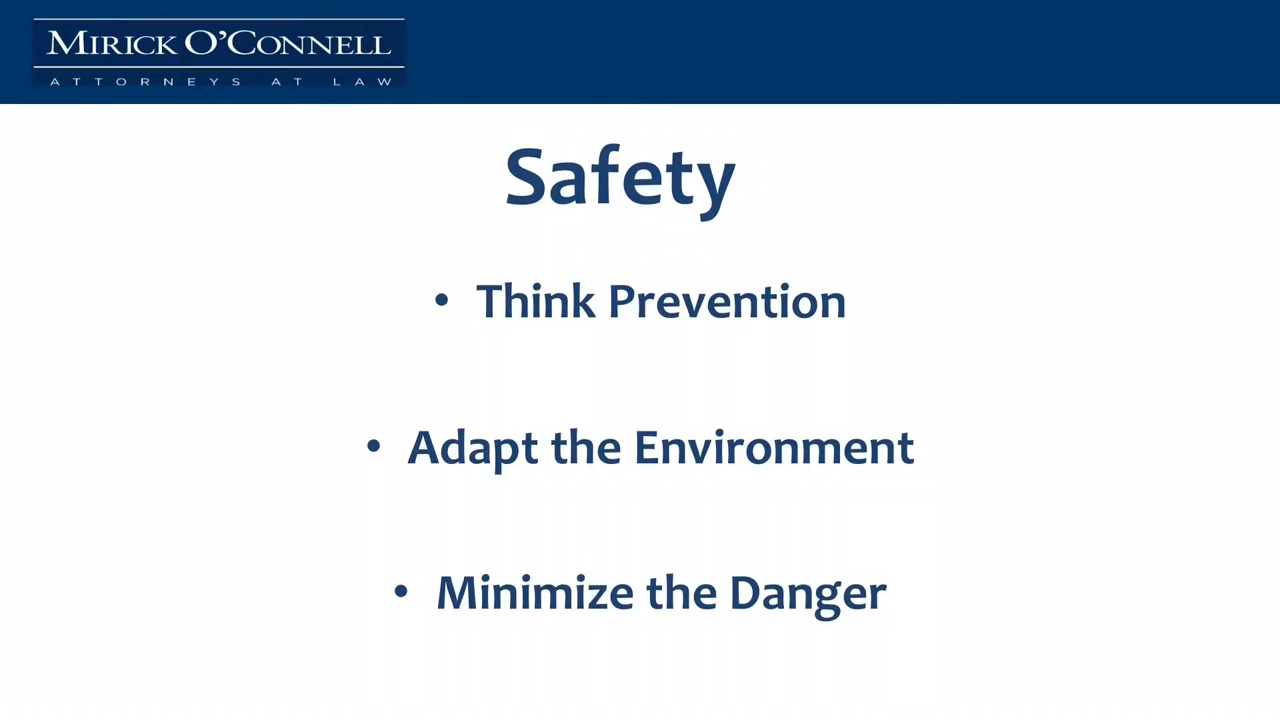 MIRICK O'CONNELL
ATTORNEYS AT LAW
Safety
• Think Prevention
• Adapt the Environment
• Minimize the Danger